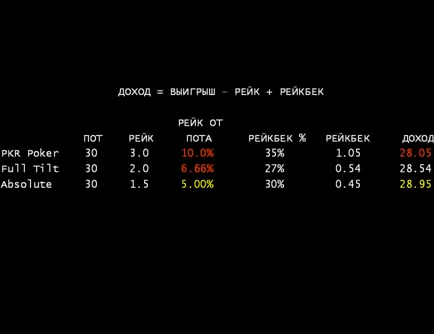 ДОХОД = ВЫИГРЫШ – РЕЙК + РЕЙКБЕК
РЕЙК ОТ
ПОТ РЕЙК ПОТА РЕЙКБЕК % РЕЙКБЕК ДОХОД
PKR Poker 30 3.0 10.0% 35% 1.05 28.05
Full Tilt 30 2.0 6.66% 27% 0.54 28.54
Absolute 30 1.5 5.00% 30% 0.45 28.95